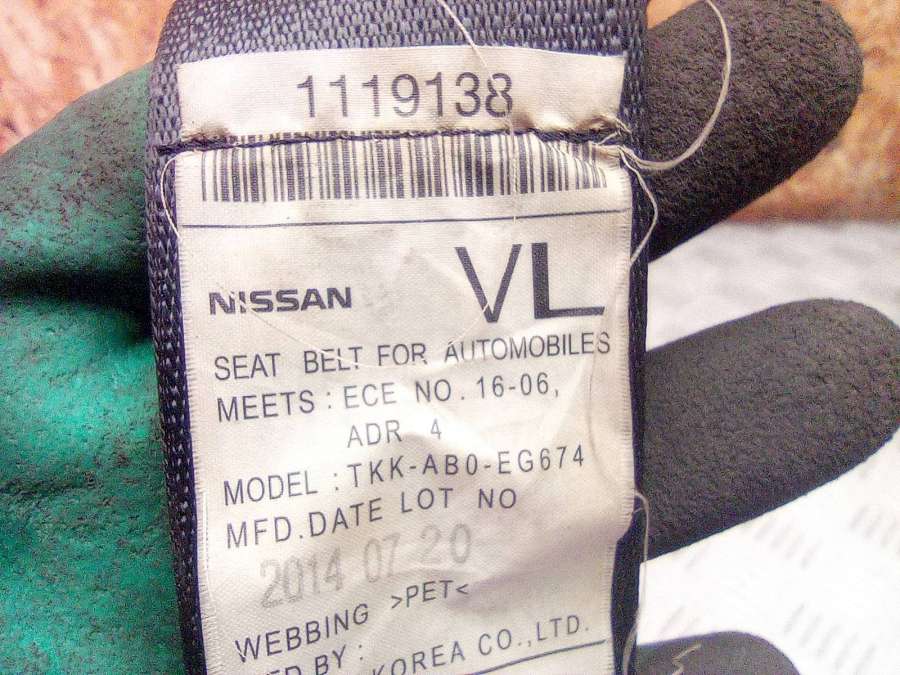 1119138
NISSAN VL
SEAT BELT FOR AUTOMOBILES
MEETS : ECE NO. 16-06,
ADR 4
MODEL : TKK-AB0-EG674
MFD.DATE LOT NO
2014 07 20
WEBBING >PET<
BY :
KOREA CO.,LTD.